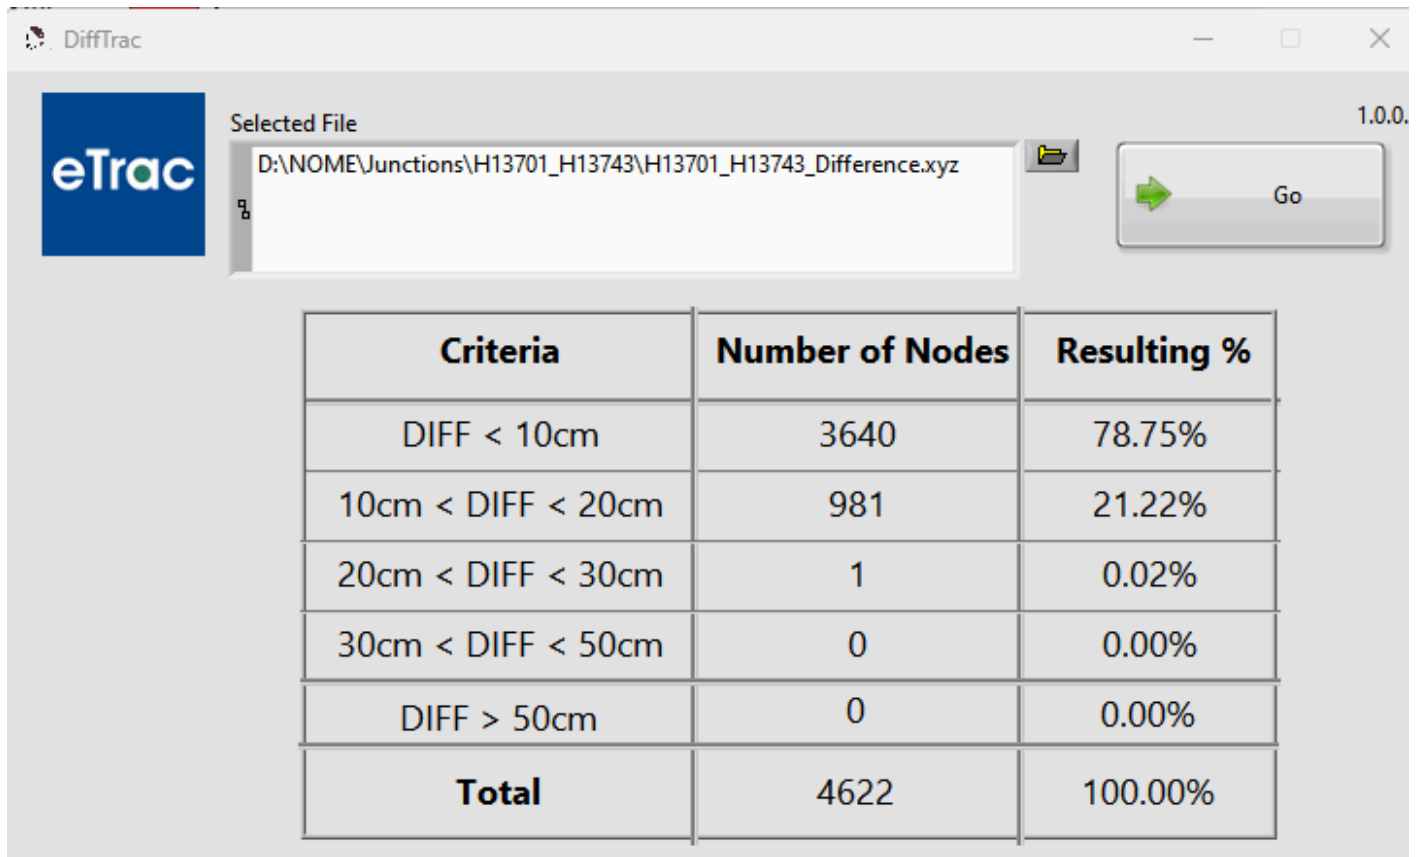 DiffTrac
1.0.0.
eTrac
Selected File
D:\NOME\Junctions\H13701_H13743\H13701_H13743_Difference.xyz
Go
Criteria Number of Nodes Resulting %
DIFF < 10cm 3640 78.75%
10cm < DIFF < 20cm 981 21.22%
20cm < DIFF < 30cm 1 0.02%
30cm < DIFF < 50cm 0 0.00%
DIFF > 50cm 0 0.00%
Total 4622 100.00%